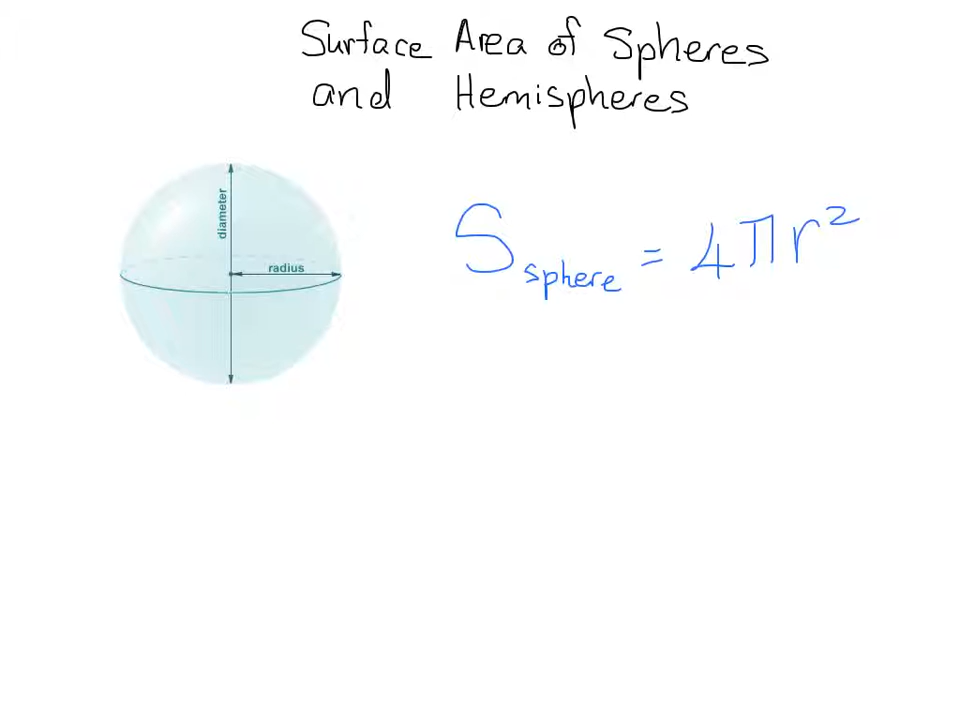 Surface Area of Spheres
and Hemispheres
diameter
radius
S sphere = 4πr²